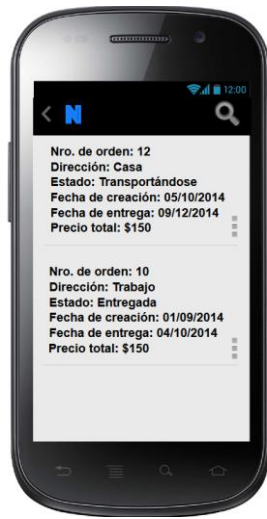 12:00
N
Nro. de orden: 12
Dirección: Casa
Estado: Transportándose
Fecha de creación: 05/10/2014
Fecha de entrega: 09/12/2014
Precio total: $150
Nro. de orden: 10
Dirección: Trabajo
Estado: Entregada
Fecha de creación: 01/09/2014
Fecha de entrega: 04/10/2014
Precio total: $150